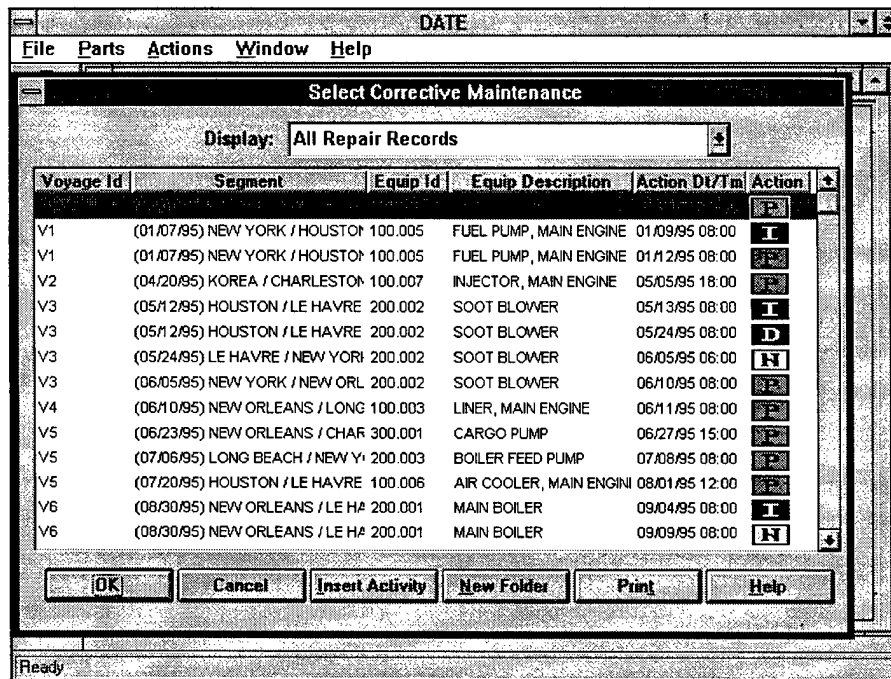 DATE
File Parts Actions Window Help
Select Corrective Maintenance
Display: All Repair Records
Voyage Id Segment Equip Id Equip Description Action Dt/Tm Action
P
V1 (01/07/95) NEW YORK / HOUSTON 100.005 FUEL PUMP, MAIN ENGINE 01/09/95 08:00 I
V1 (01/07/95) NEW YORK / HOUSTON 100.005 FUEL PUMP, MAIN ENGINE 01/12/95 08:00 P
V2 (04/20/95) KOREA / CHARLESTON 100.007 INJECTOR, MAIN ENGINE 05/05/95 18:00 P
V3 (05/12/95) HOUSTON / LE HAVRE 200.002 SOOT BLOWER 05/13/95 08:00 I
V3 (05/12/95) HOUSTON / LE HAVRE 200.002 SOOT BLOWER 05/24/95 08:00 D
V3 (05/24/95) LE HAVRE / NEW YORK 200.002 SOOT BLOWER 06/05/95 06:00 N
V3 (06/05/95) NEW YORK / NEW ORL 200.002 SOOT BLOWER 06/10/95 08:00 P
V4 (06/10/95) NEW ORLEANS / LONG 100.003 LINER, MAIN ENGINE 06/11/95 08:00 P
V5 (06/23/95) NEW ORLEANS / CHAR 300.001 CARGO PUMP 06/27/95 15:00 P
V5 (07/06/95) LONG BEACH / NEW Y 200.003 BOILER FEED PUMP 07/08/95 08:00 P
V5 (07/20/95) HOUSTON / LE HAVRE 100.006 AIR COOLER, MAIN ENGINI 08/01/95 12:00 P
V6 (08/30/95) NEW ORLEANS / LE HA 200.001 MAIN BOILER 09/04/95 08:00 I
V6 (08/30/95) NEW ORLEANS / LE HA 200.001 MAIN BOILER 09/09/95 08:00 N
OK Cancel Insert Activity New Folder Print Help
Ready